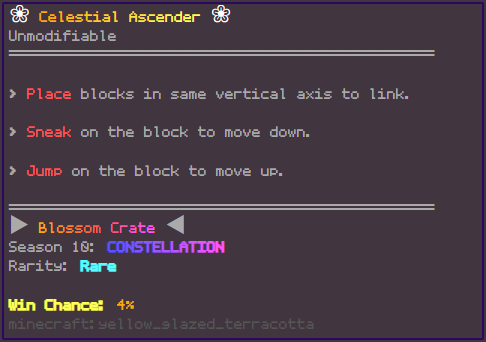 ❀ Celestial Ascender ❀
Unmodifiable
> Place blocks in same vertical axis to link.
> Sneak on the block to move down.
> Jump on the block to move up.
▶ Blossom Crate ◀
Season 10: CONSTELLATION
Rarity: Rare
Win Chance: 4%
minecraft:yellow_glazed_terracotta